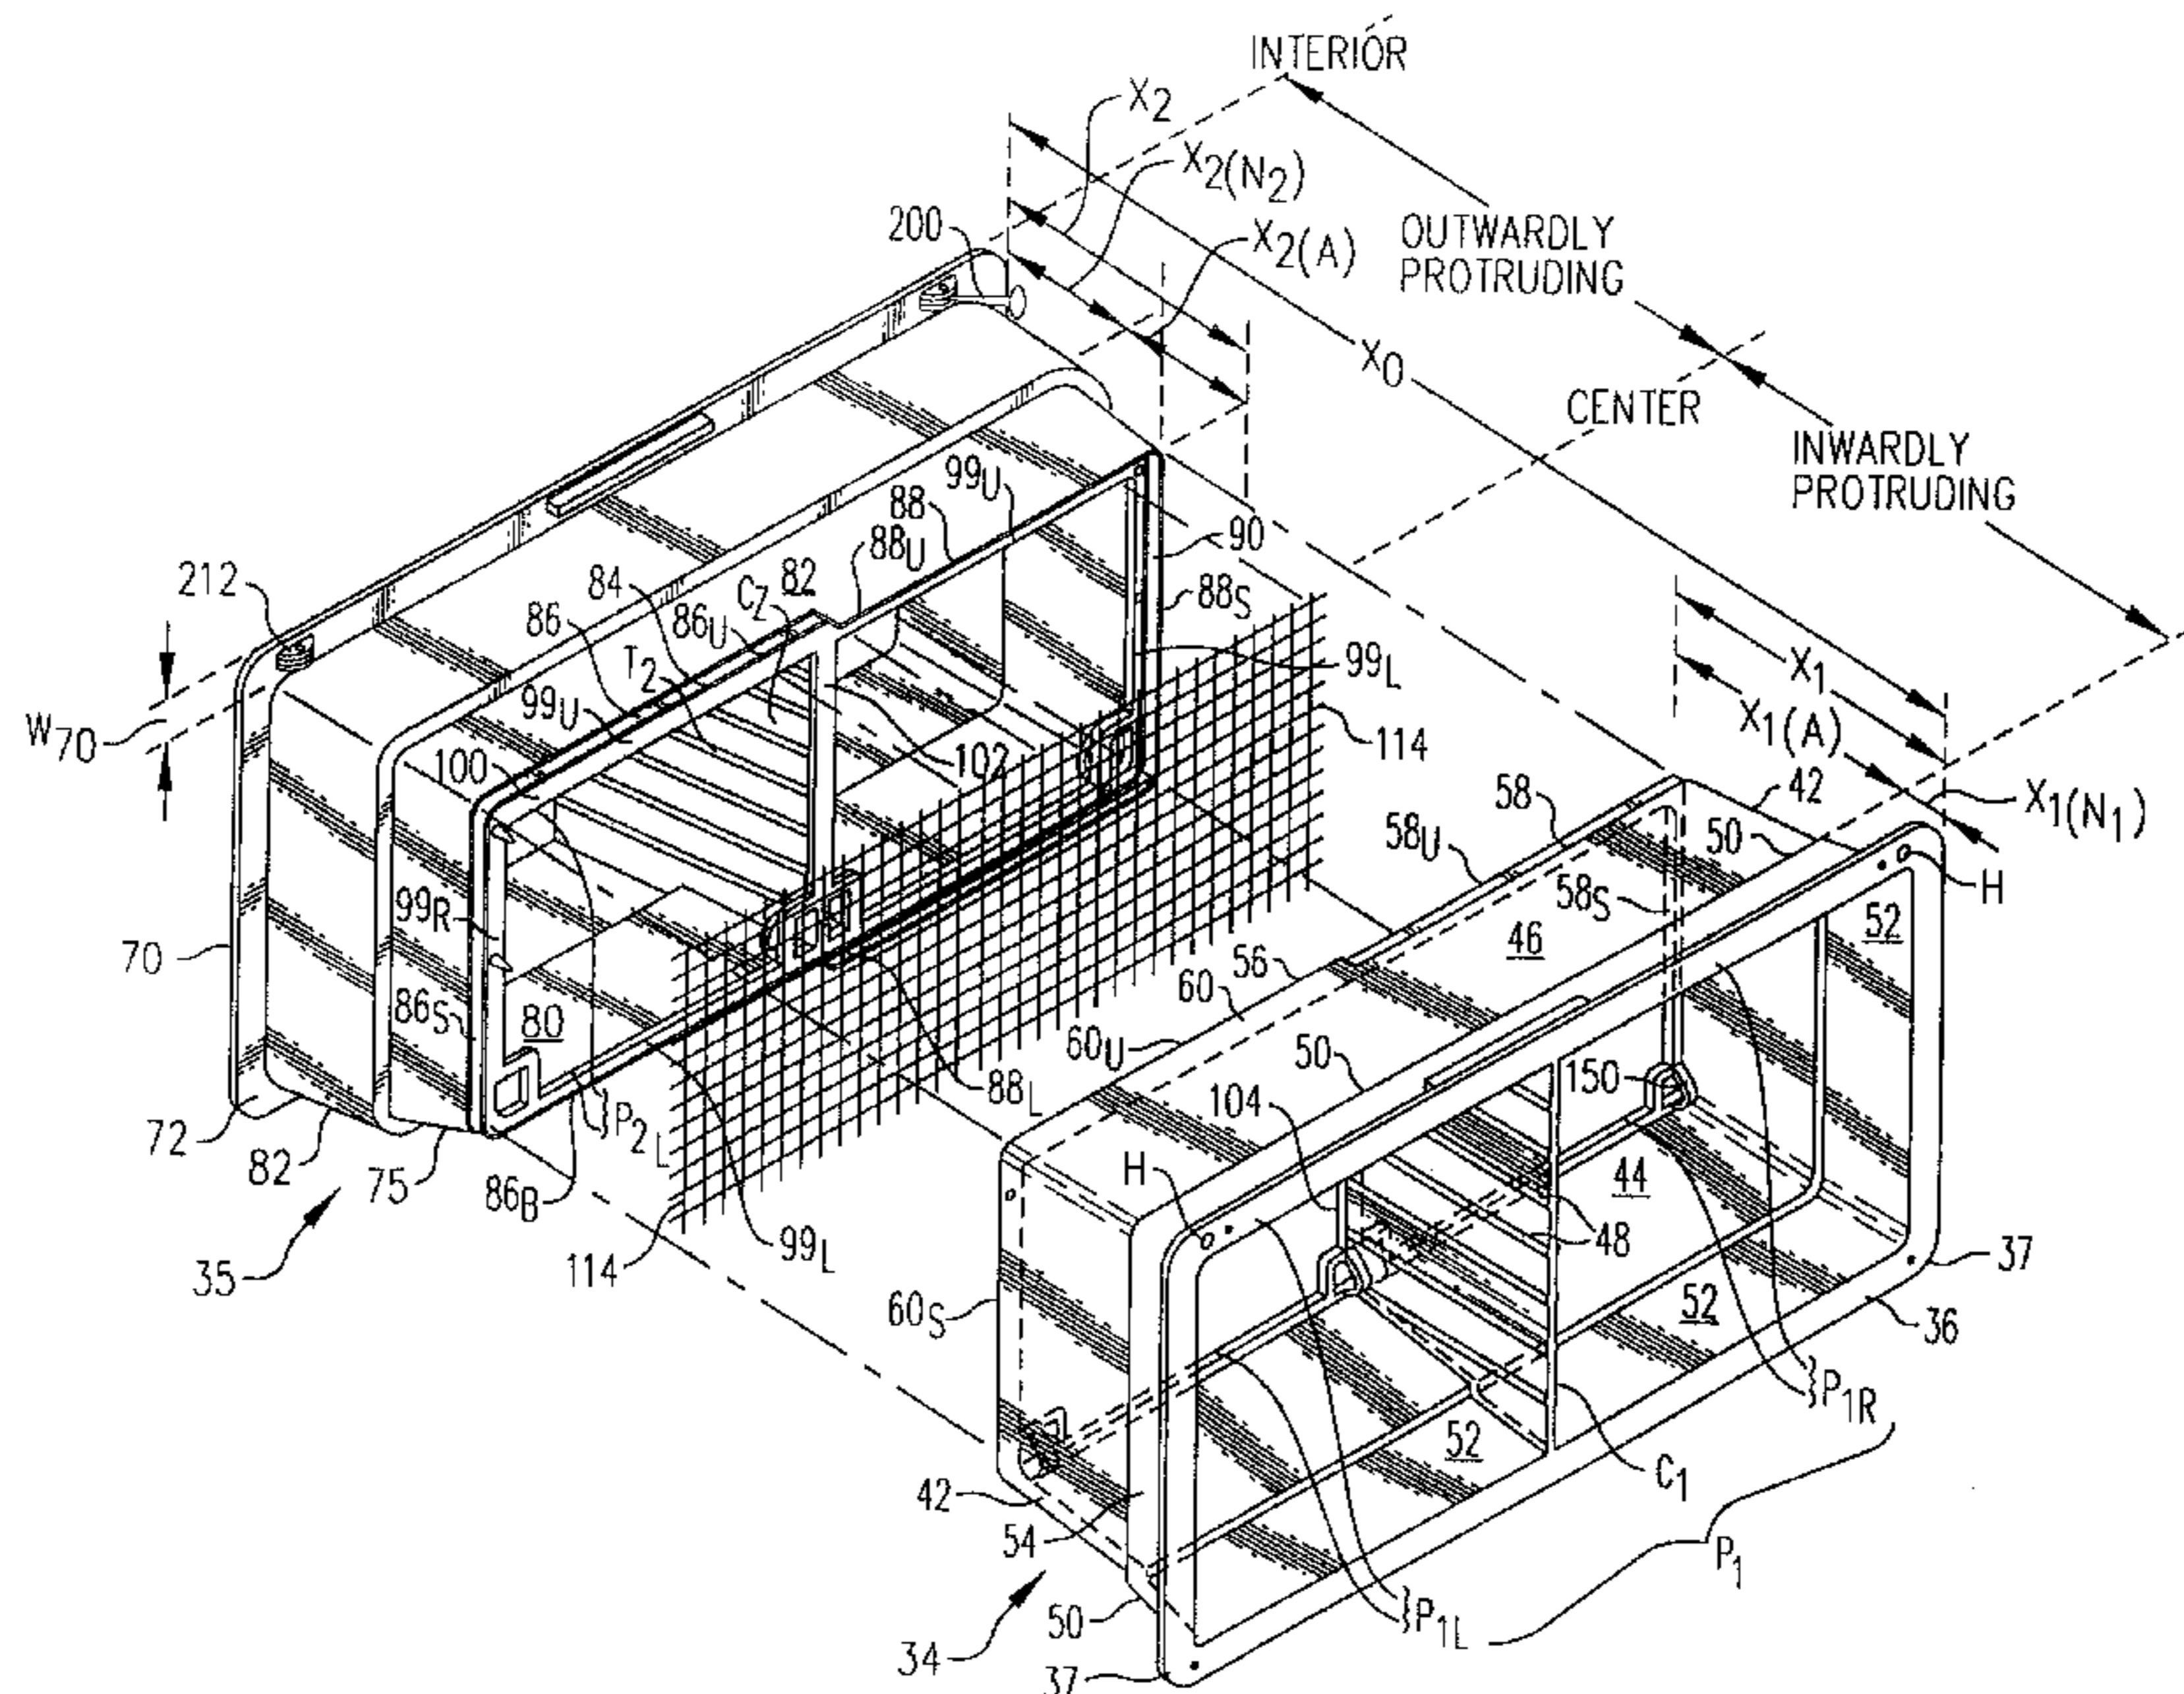 INTERIOR
X2
X2(N2)
X2(A)
200
OUTWARDLY
PROTRUDING
X0
CENTER
INWARDLY
PROTRUDING
99U
88
88U
90
212
84
CZ
82
86
86U
88S
T2
99L
X1
W70
99U
114
X1(A)
100
102
58
42
X1(N1)
58U
50
99R
58S
H
70
46
52
56
86S
60
80
60U
50
150
88L
104
72
P2L
44
82
75
H
48
86B
99L
37
35
114
60S
52
36
P1R
52
C1
42
54
P1
50
P1L
34
37